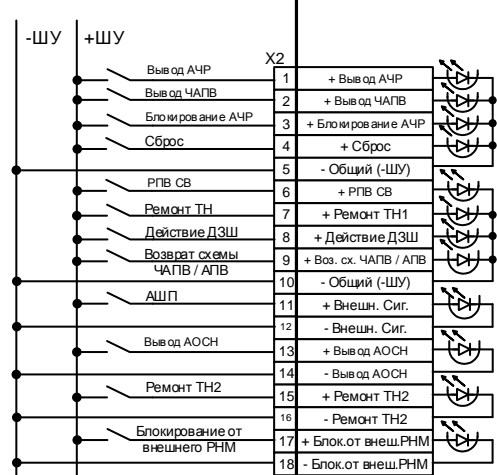 -ШУ
+ШУ
X2
Вывод АЧР
1
+ Вывод АЧР
Вывод ЧАПВ
2
+ Вывод ЧАПВ
Блокирование АЧР
3
+ Блокирование АЧР
Сброс
4
+ Сброс
5
- Общий (-ШУ)
РПВ СВ
6
+ РПВ СВ
Ремонт ТН
7
+ Ремонт ТН1
Действие ДЗШ
8
+ Действие ДЗШ
Возврат схемы
ЧАПВ / АПВ
9
+ Воз. сх. ЧАПВ / АПВ
10
- Общий (-ШУ)
АШП
11
+ Внешн. Сиг.
12
- Внешн. Сиг.
Вывод АОСН
13
+ Вывод АОСН
14
- Вывод АОСН
Ремонт ТН2
15
+ Ремонт ТН2
16
- Ремонт ТН2
Блокирование от
внешнего РНМ
17
+ Блок.от внеш.РНМ
18
- Блок.от внеш.РНМ